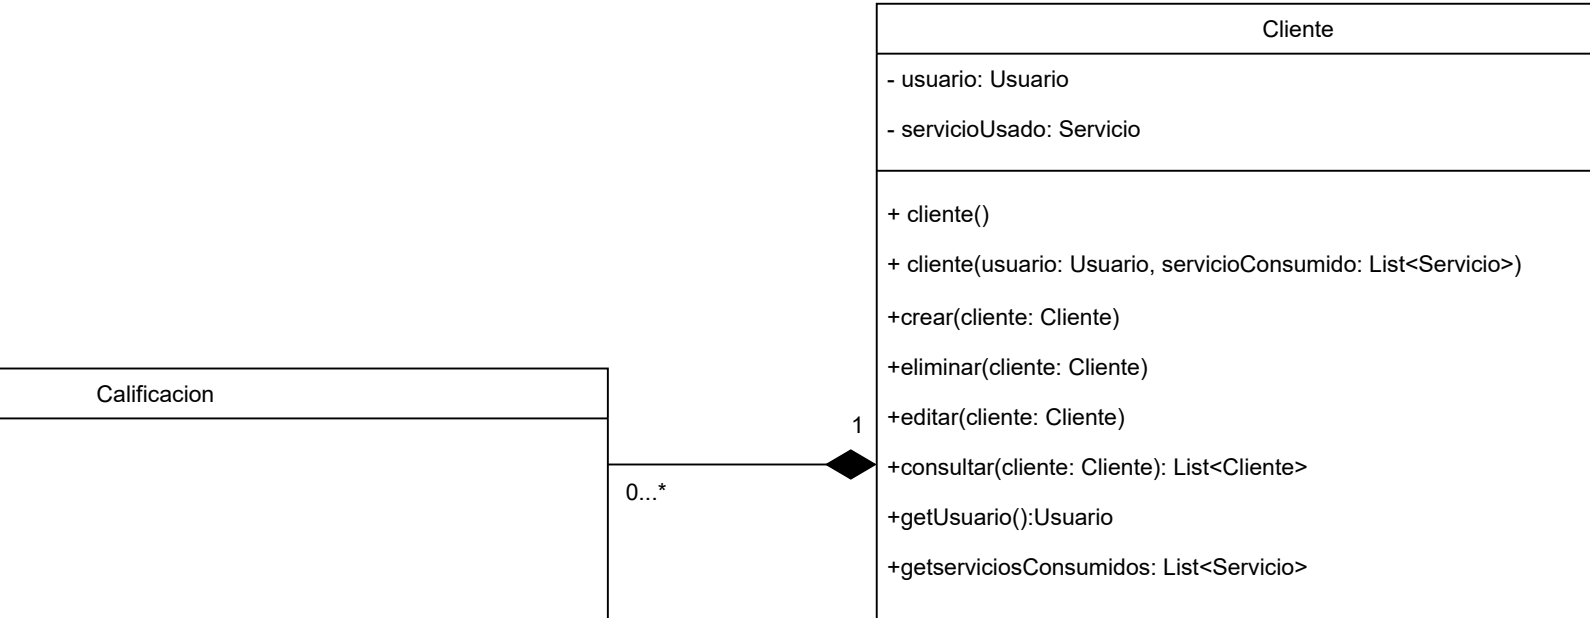 Cliente
- usuario: Usuario
- servicioUsado: Servicio
+ cliente()
+ cliente(usuario: Usuario, servicioConsumido: List<Servicio>)
+crear(cliente: Cliente)
+eliminar(cliente: Cliente)
+editar(cliente: Cliente)
+consultar(cliente: Cliente): List<Cliente>
+getUsuario():Usuario
+getserviciosConsumidos: List<Servicio>
Calificacion
1
0...*